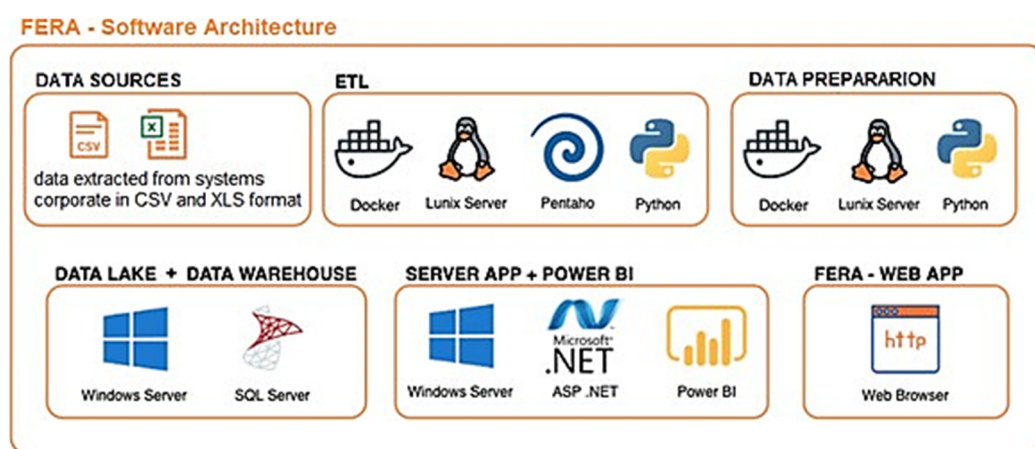 FERA - Software Architecture
DATA SOURCES
CSV
X
data extracted from systems
corporate in CSV and XLS format
ETL
Docker
Lunix Server
Pentaho
Python
DATA PREPARARION
Docker
Lunix Server
Python
DATA LAKE + DATA WAREHOUSE
Windows Server
SQL Server
SERVER APP + POWER BI
Windows Server
Microsoft®
.NET
ASP .NET
Power BI
FERA - WEB APP
http
Web Browser